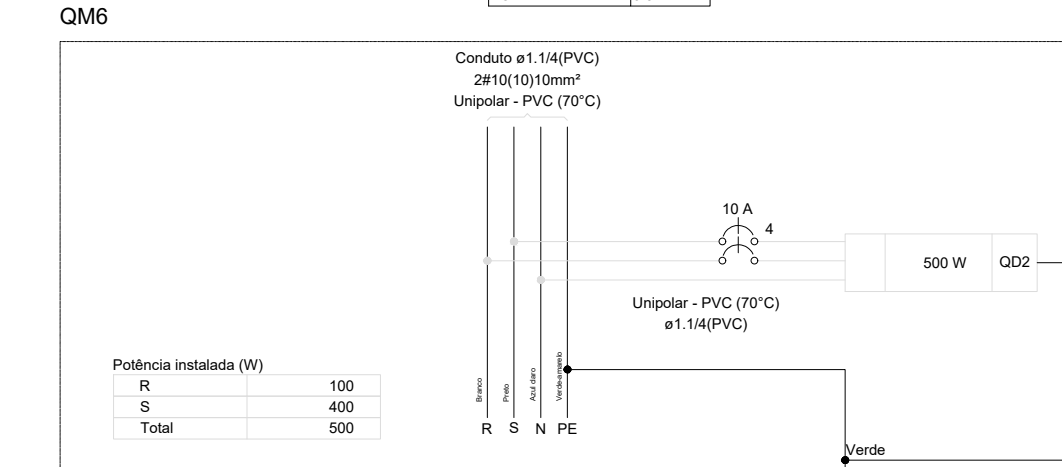 QM6
Conduto ø1.1/4(PVC)
2#10(10)10mm²
Unipolar - PVC (70°C)
10 A
4
500 W
QD2
Unipolar - PVC (70°C)
ø1.1/4(PVC)
Potência instalada (W)
R 100
S 400
Total 500
Branco
Preto
Azul claro
Verde-amarelo
R S N PE
Verde